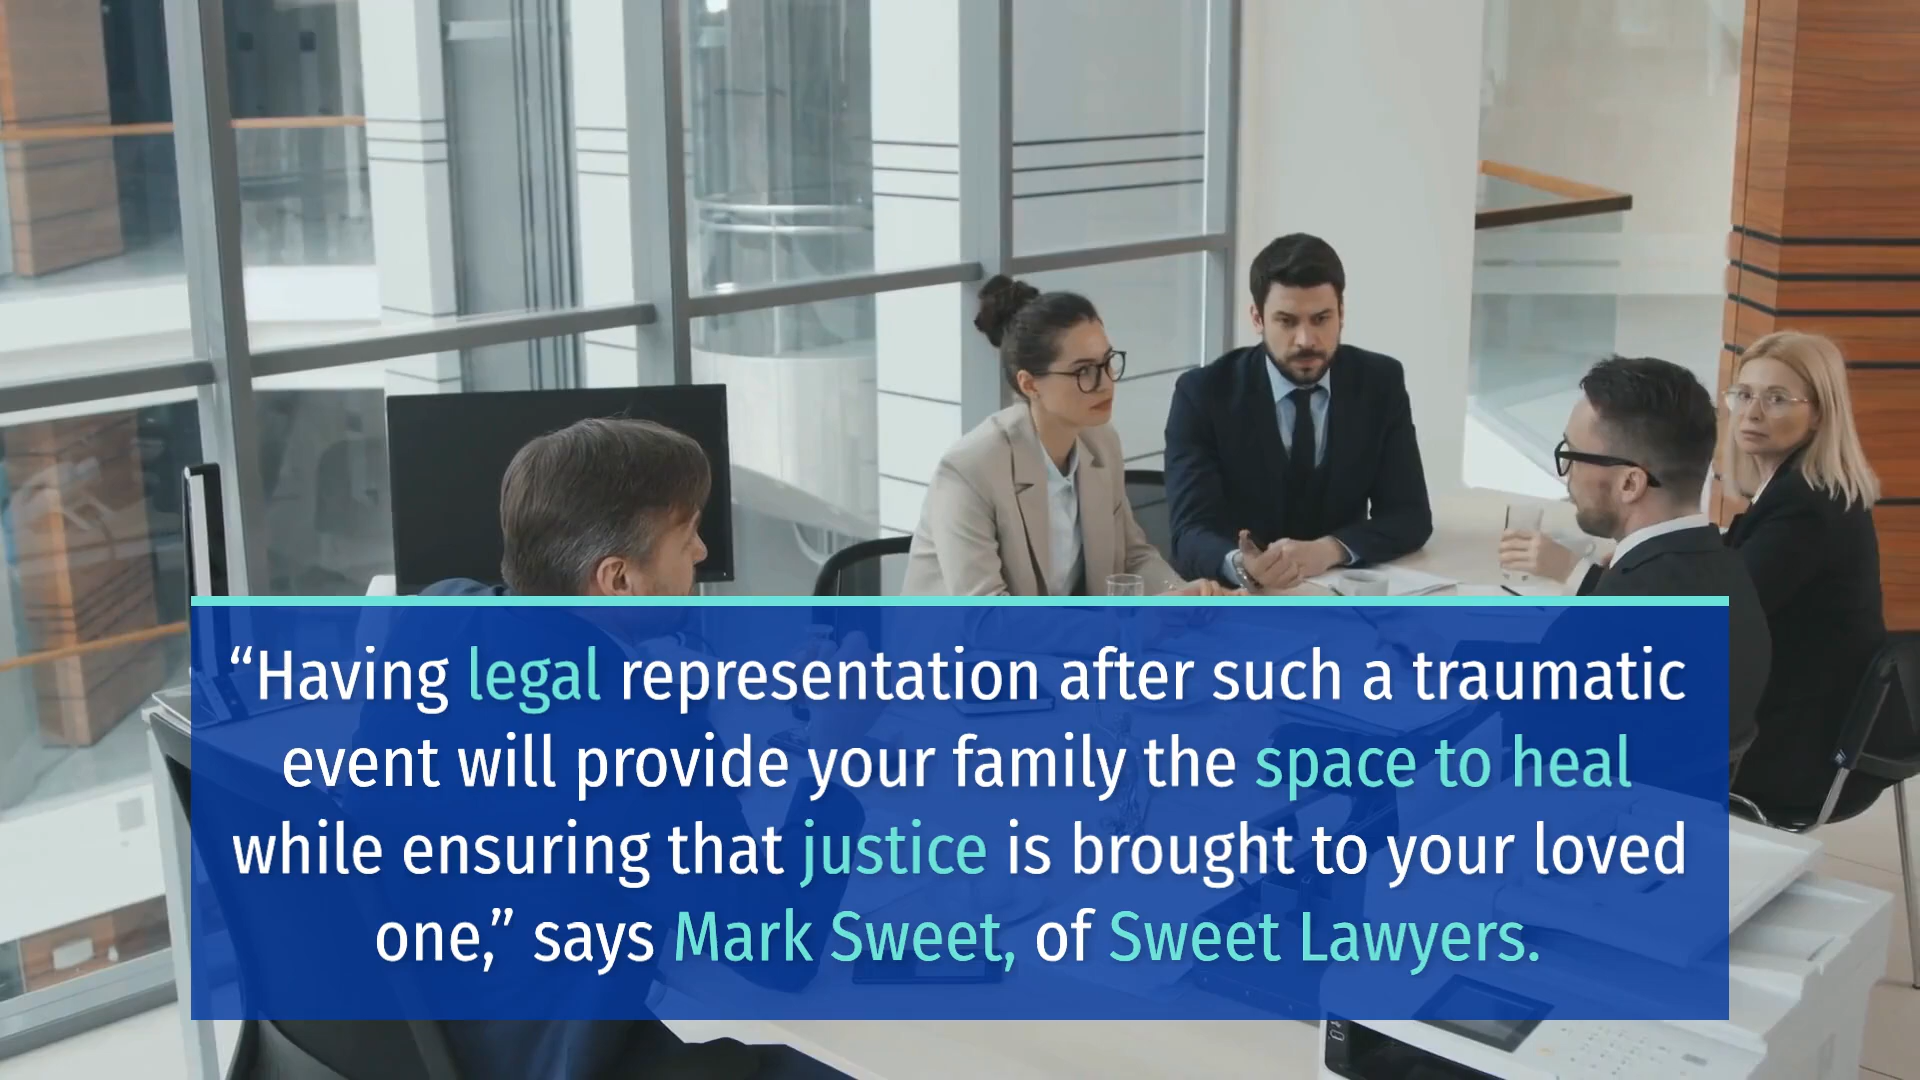 “Having legal representation after such a traumatic
event will provide your family the space to heal
while ensuring that justice is brought to your loved
one,” says Mark Sweet, of Sweet Lawyers.